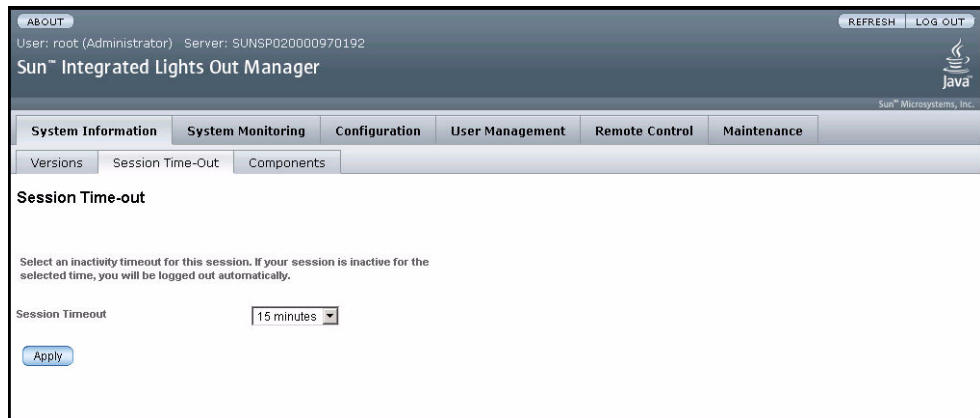 ABOUT
REFRESH LOG OUT
User: root (Administrator) Server: SUNSP020000970192
Sun™ Integrated Lights Out Manager
Java™
Sun™ Microsystems, Inc.
System Information System Monitoring Configuration User Management Remote Control Maintenance
Versions Session Time-Out Components
Session Time-out
Select an inactivity timeout for this session. If your session is inactive for the
selected time, you will be logged out automatically.
Session Timeout
15 minutes
Apply